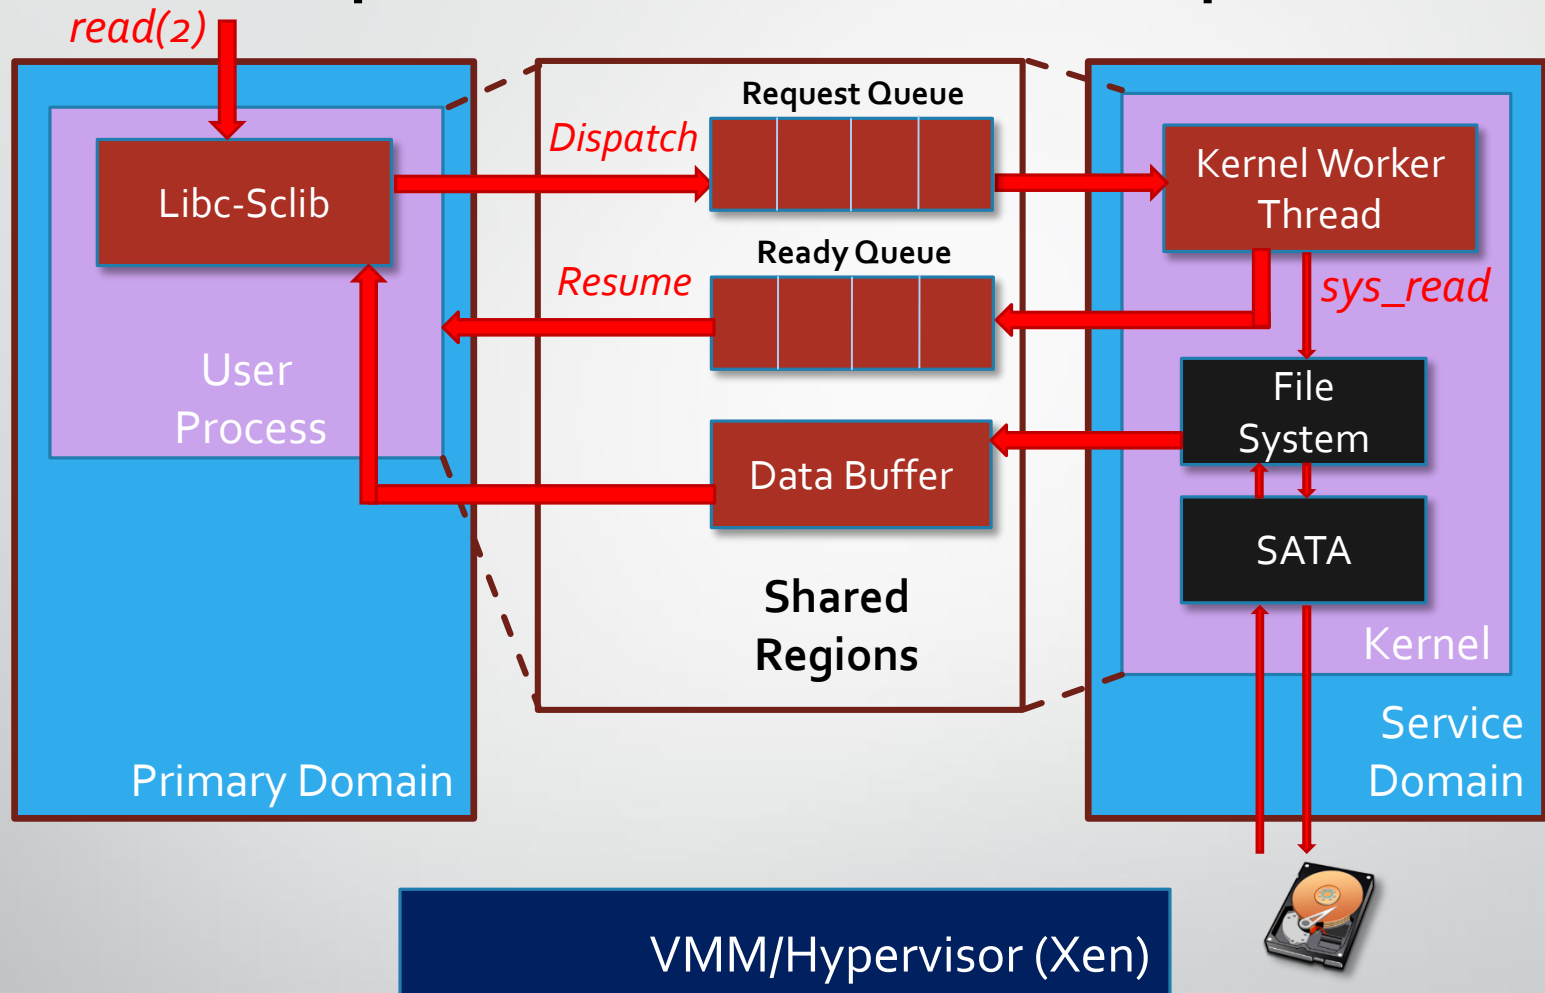 read(2)
Request Queue
Dispatch
Libc-Sclib
Kernel Worker
Thread
Ready Queue
Resume
sys_read
User
Process
File
System
Data Buffer
SATA
Shared
Regions
Kernel
Service
Domain
Primary Domain
VMM/Hypervisor (Xen)